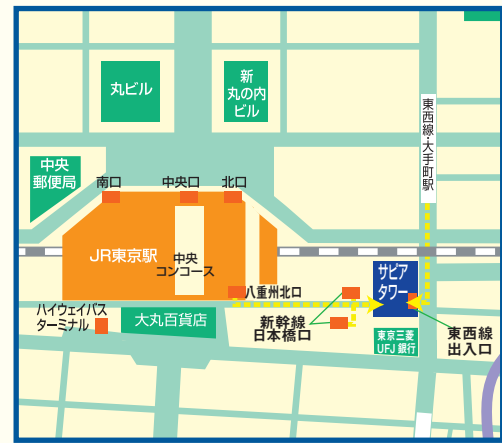 丸ビル
新
丸の内
ビル
東西線・大手町駅
中央
郵便局
南口
中央口
北口
JR東京駅
中央
コンコース
サピア
タワー
八重州北口
ハイウェイバス
ターミナル
大丸百貨店
新幹線
日本橋口
東京三菱
UFJ銀行
東西線
出入口